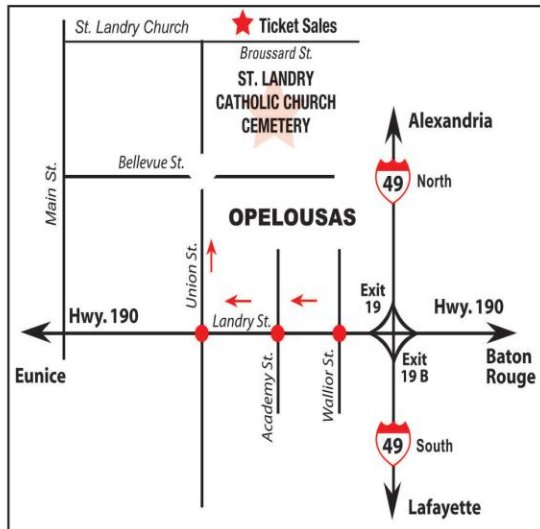 St. Landry Church
Ticket Sales
Broussard St.
ST. LANDRY
CATHOLIC CHURCH
CEMETERY
Alexandria
Bellevue St.
49
North
Main St.
OPELOUSAS
Union St.
Exit
19
Hwy. 190
Landry St.
Hwy. 190
Eunice
Academy St.
Wallior St.
Exit
19 B
Baton
Rouge
49
South
Lafayette